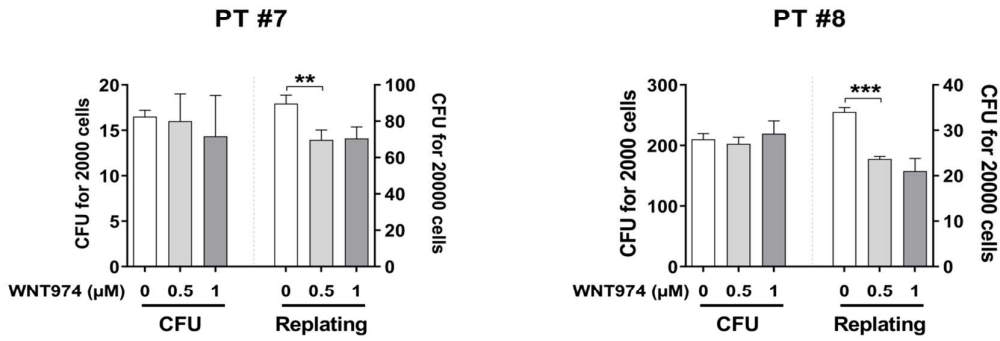 PT #7
CFU for 2000 cells
20
15
10
5
0
**
100
80
60
40
20
0
CFU for 20000 cells
WNT974 (µM) 0 0.5 1 0 0.5 1
CFU Replating
PT #8
CFU for 2000 cells
300
200
100
0
***
40
30
20
10
0
CFU for 20000 cells
WNT974 (µM) 0 0.5 1 0 0.5 1
CFU Replating